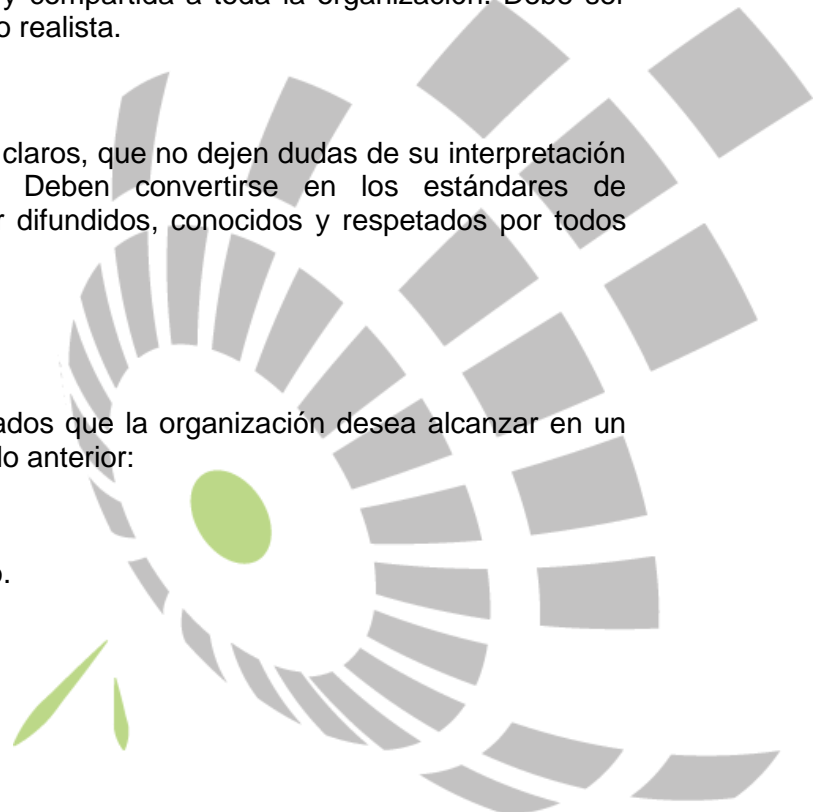 y compartida a toda la organización. Debe ser
o realista.
claros, que no dejen dudas de su interpretación
Deben convertirse en los estándares de
r difundidos, conocidos y respetados por todos
ados que la organización desea alcanzar en un
lo anterior:
o.